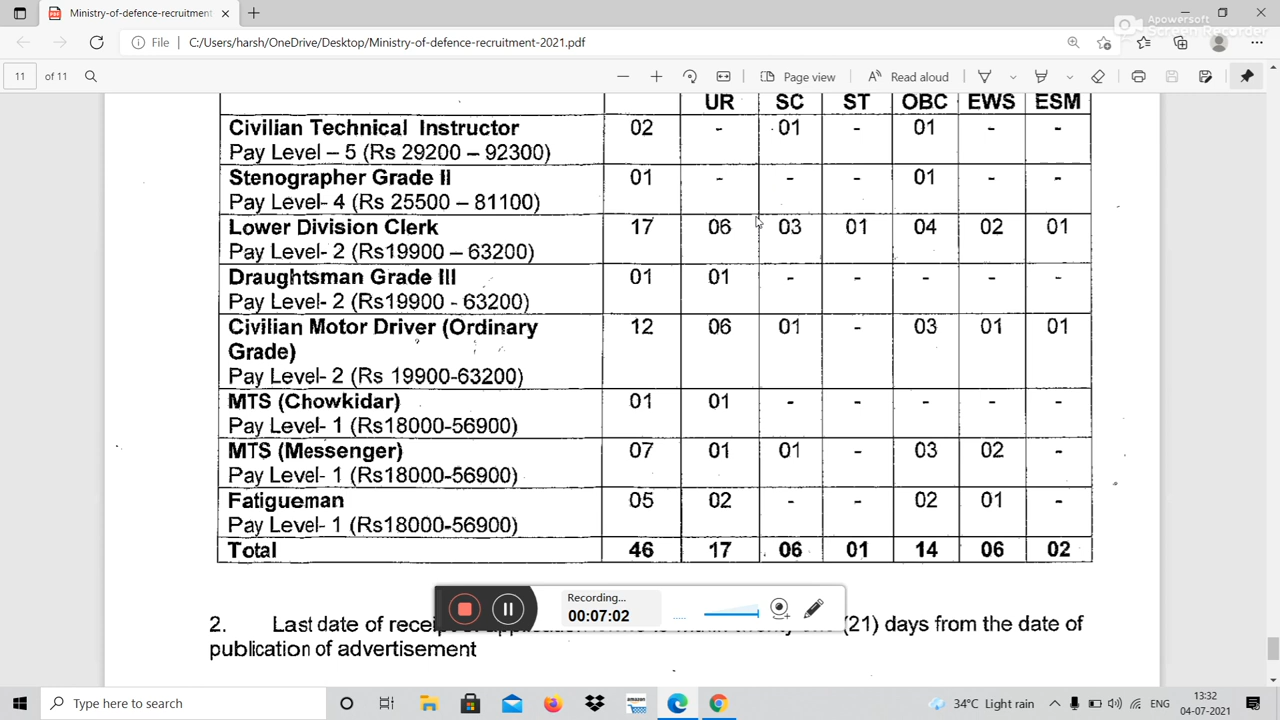 Ministry-of-defence-recruitment
Apowersoft
Screen Recorder
File C:/Users/harsh/OneDrive/Desktop/Ministry-of-defence-recruitment-2021.pdf
11 of 11 Page view Read aloud
UR SC ST OBC EWS ESM
Civilian Technical Instructor 02 - 01 - 01 - -
Pay Level – 5 (Rs 29200 – 92300)
Stenographer Grade II 01 - - - 01 - -
Pay Level- 4 (Rs 25500 – 81100)
Lower Division Clerk 17 06 03 01 04 02 01
Pay Level- 2 (Rs19900 – 63200)
Draughtsman Grade III 01 01 - - - - -
Pay Level- 2 (Rs19900 - 63200)
Civilian Motor Driver (Ordinary 12 06 01 - 03 01 01
Grade)
Pay Level- 2 (Rs 19900-63200)
MTS (Chowkidar) 01 01 - - - - -
Pay Level- 1 (Rs18000-56900)
MTS (Messenger) 07 01 01 - 03 02 -
Pay Level- 1 (Rs18000-56900)
Fatigueman 05 02 - - 02 01 -
Pay Level- 1 (Rs18000-56900)
Total 46 17 06 01 14 06 02
Recording...
00:07:02
2. Last date of (21) days from the date of
publication of advertisement
Type here to search
amazon
34°C Light rain ENG 13:32
04-07-2021